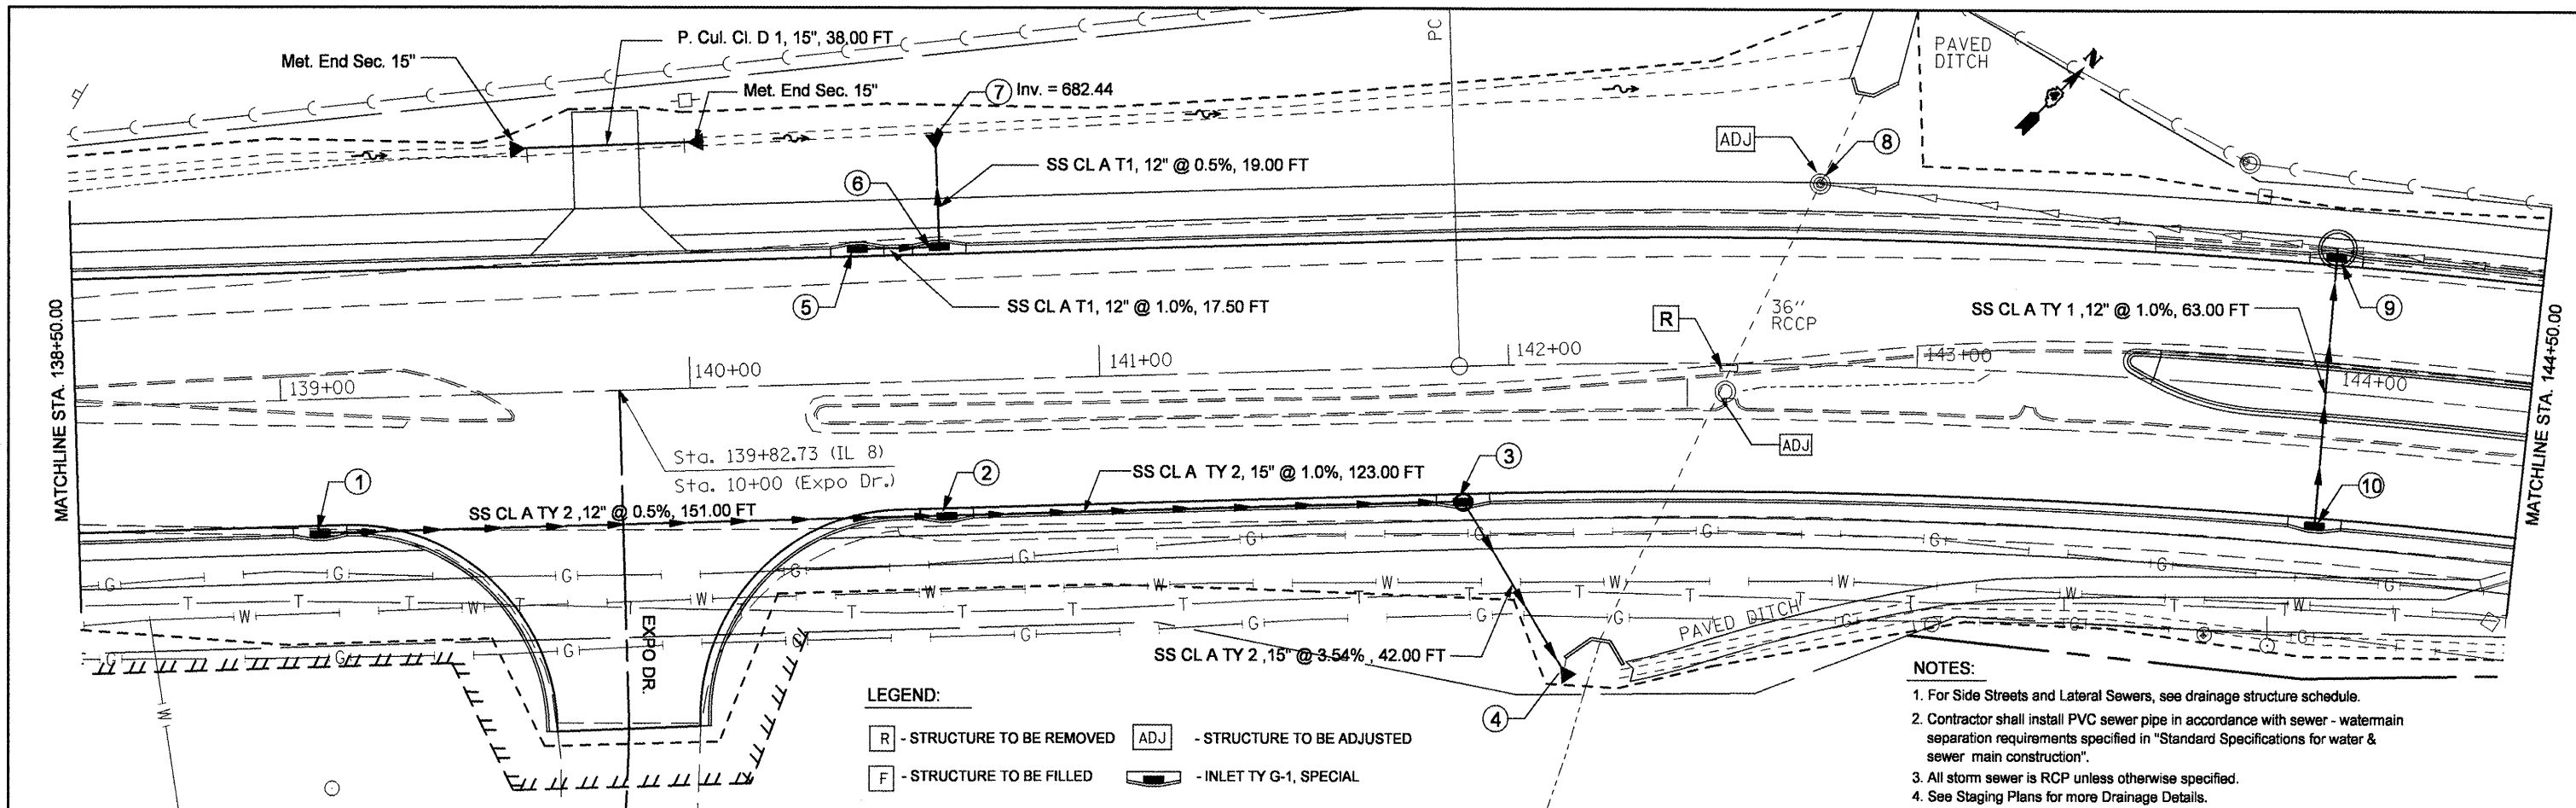 P. Cul. Cl. D 1, 15", 38.00 FT
Met. End Sec. 15"
Met. End Sec. 15"
7
Inv. = 682.44
PC
PAVED
DITCH
N
ADJ
8
SS CL A T1, 12" @ 0.5%, 19.00 FT
6
5
SS CL A T1, 12" @ 1.0%, 17.50 FT
R
36"
RCCP
SS CL A TY 1 ,12" @ 1.0%, 63.00 FT
9
MATCHLINE STA. 138+50.00
MATCHLINE STA. 144+50.00
139+00
140+00
141+00
142+00
143+00
144+00
Sta. 139+82.73 (IL 8)
Sta. 10+00 (Expo Dr.)
ADJ
1
2
3
10
SS CL A TY 2 ,12" @ 0.5%, 151.00 FT
SS CL A TY 2, 15" @ 1.0%, 123.00 FT
EXPO DR.
PAVED DITCH
SS CL A TY 2 ,15" @ 3.54% , 42.00 FT
4
LEGEND:
R - STRUCTURE TO BE REMOVED
ADJ - STRUCTURE TO BE ADJUSTED
F - STRUCTURE TO BE FILLED
- INLET TY G-1, SPECIAL
NOTES:
1. For Side Streets and Lateral Sewers, see drainage structure schedule.
2. Contractor shall install PVC sewer pipe in accordance with sewer - watermain
separation requirements specified in "Standard Specifications for water &
sewer main construction".
3. All storm sewer is RCP unless otherwise specified.
4. See Staging Plans for more Drainage Details.